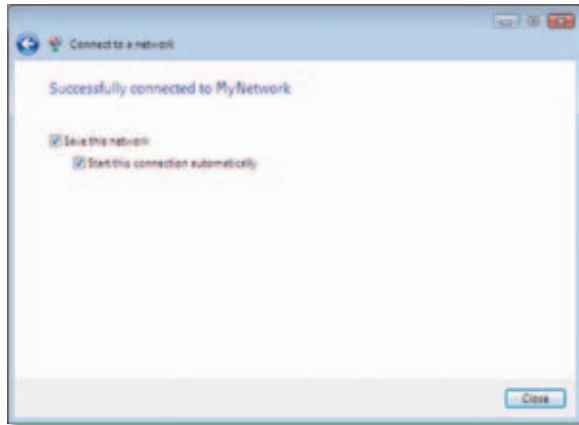 Connect to a network
Successfully connected to MyNetwork
Save this network
Start this connection automatically
Close